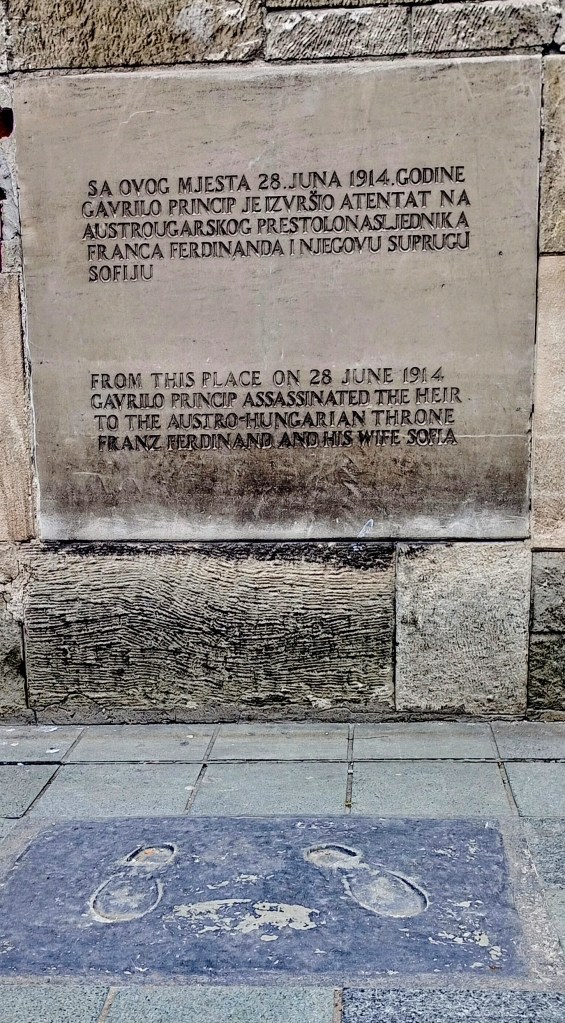 SA OVOG MJESTA 28.JUNA 1914.GODINE
GAVRILO PRINCIP JE IZVRŠIO ATENTAT NA
AUSTROUGARSKOG PRESTOLONASLJEDNIKA
FRANCA FERDINANDA I NJEGOVU SUPRUGU
SOFIJU
FROM THIS PLACE ON 28 JUNE 1914
GAVRILO PRINCIP ASSASSINATED THE HEIR
TO THE AUSTRO-HUNGARIAN THRONE
FRANZ FERDINAND AND HIS WIFE SOFIA